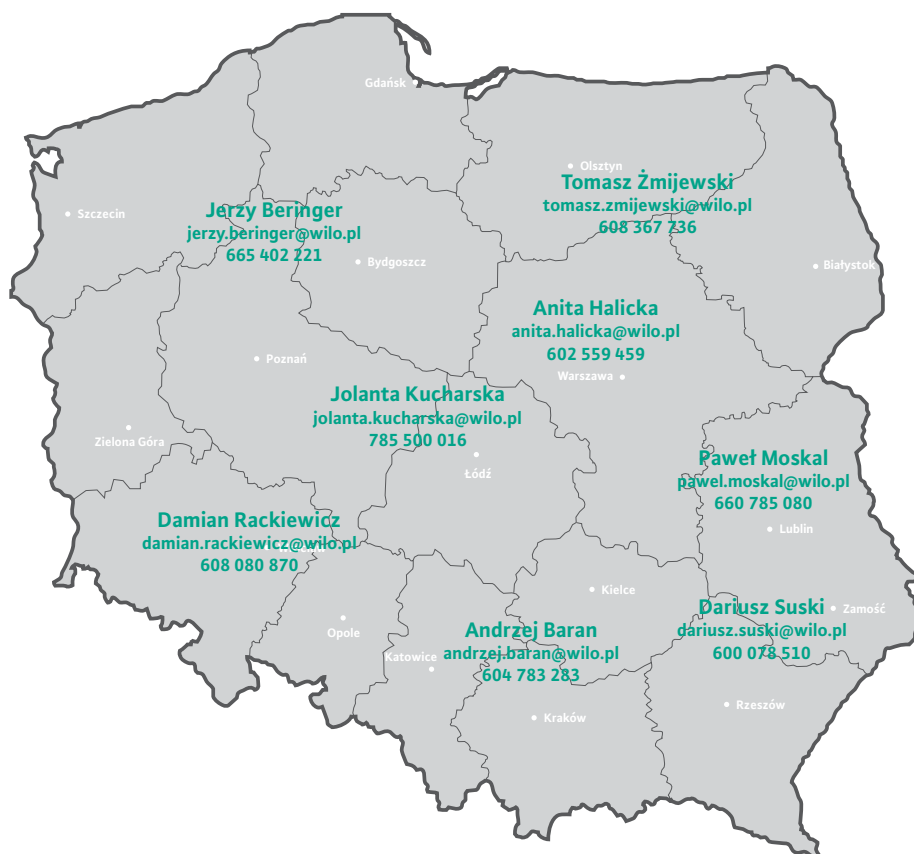 Gdańsk
Olsztyn
Tomasz Żmijewski
tomasz.zmijewski@wilo.pl
608 367 736
Szczecin
Jerzy Beringer
jerzy.beringer@wilo.pl
665 402 221
Bydgoszcz
Białystok
Anita Halicka
anita.halicka@wilo.pl
602 559 459
Warszawa
Poznań
Jolanta Kucharska
jolanta.kucharska@wilo.pl
785 500 016
Łódź
Zielona Góra
Paweł Moskal
pawel.moskal@wilo.pl
660 785 080
Lublin
Damian Rackiewicz
damian.rackiewicz@wilo.pl
608 080 870
Kielce
Opole
Dariusz Suski
dariusz.suski@wilo.pl
600 078 510
Zamość
Andrzej Baran
andrzej.baran@wilo.pl
604 783 283
Katowice
Kraków
Rzeszów